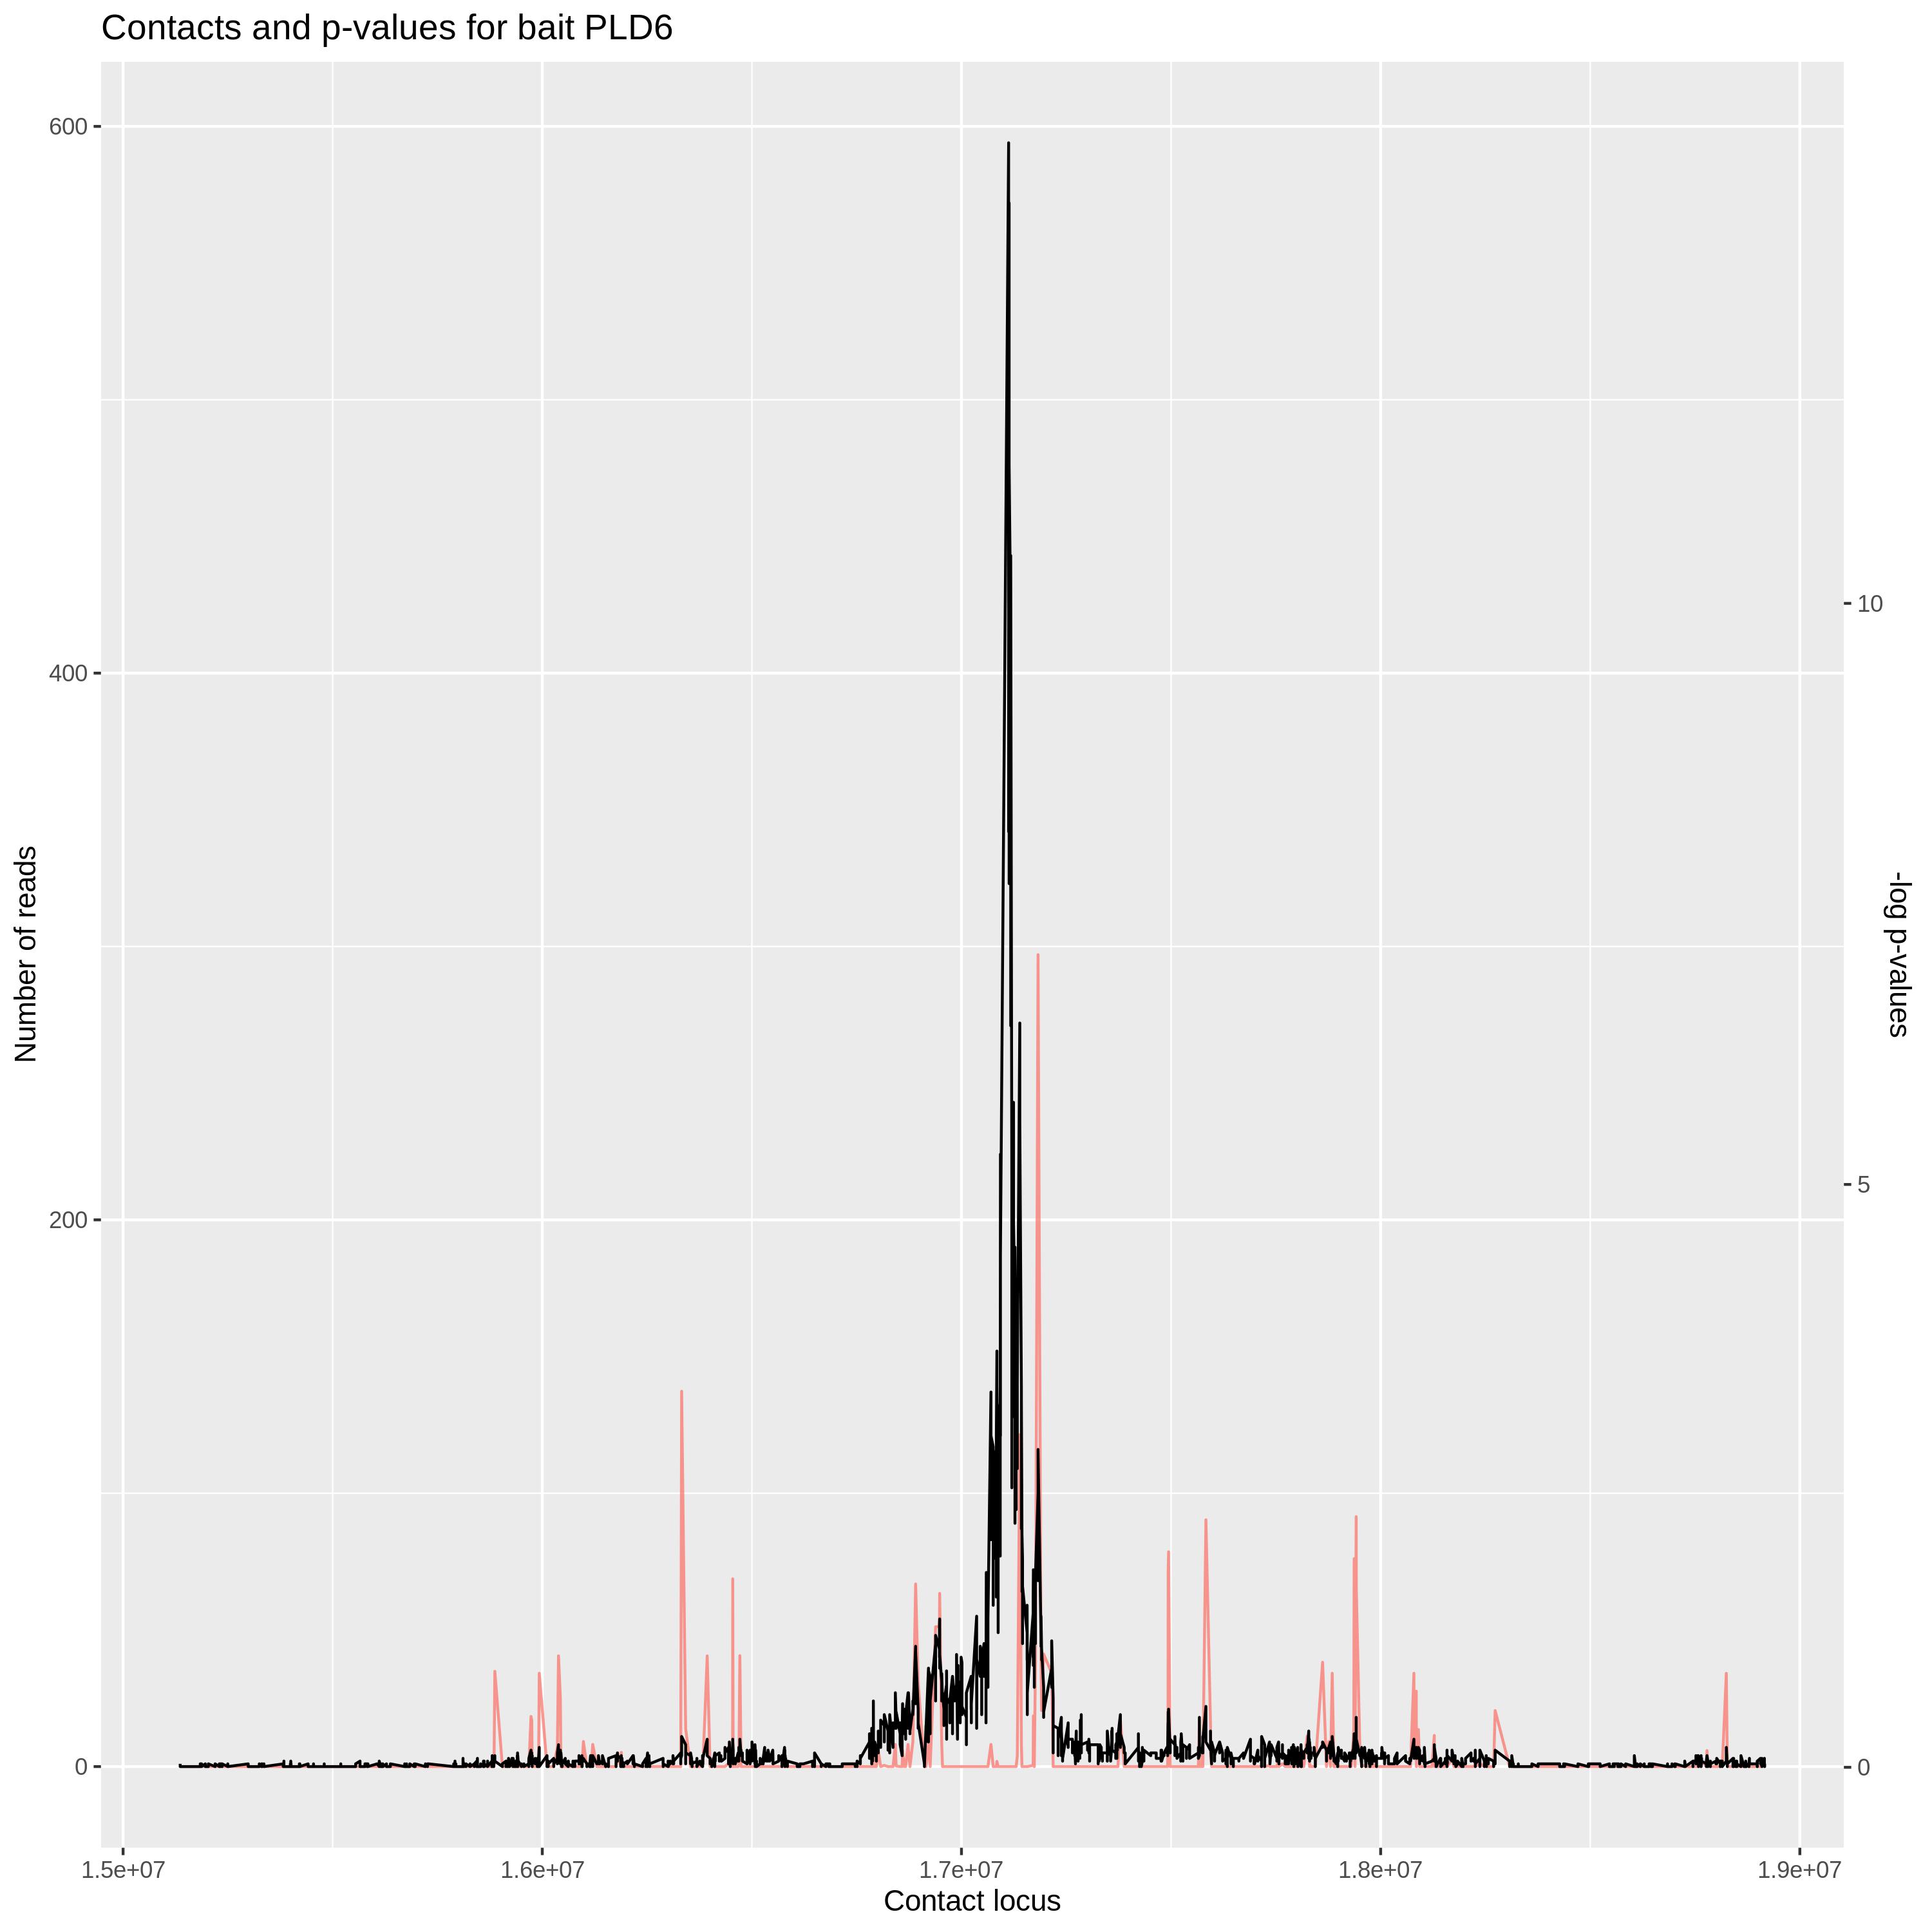 Contacts and p-values for bait PLD6
600
400
200
0
Number of reads
10
5
0
-log p-values
1.5e+07
1.6e+07
1.7e+07
1.8e+07
1.9e+07
Contact locus